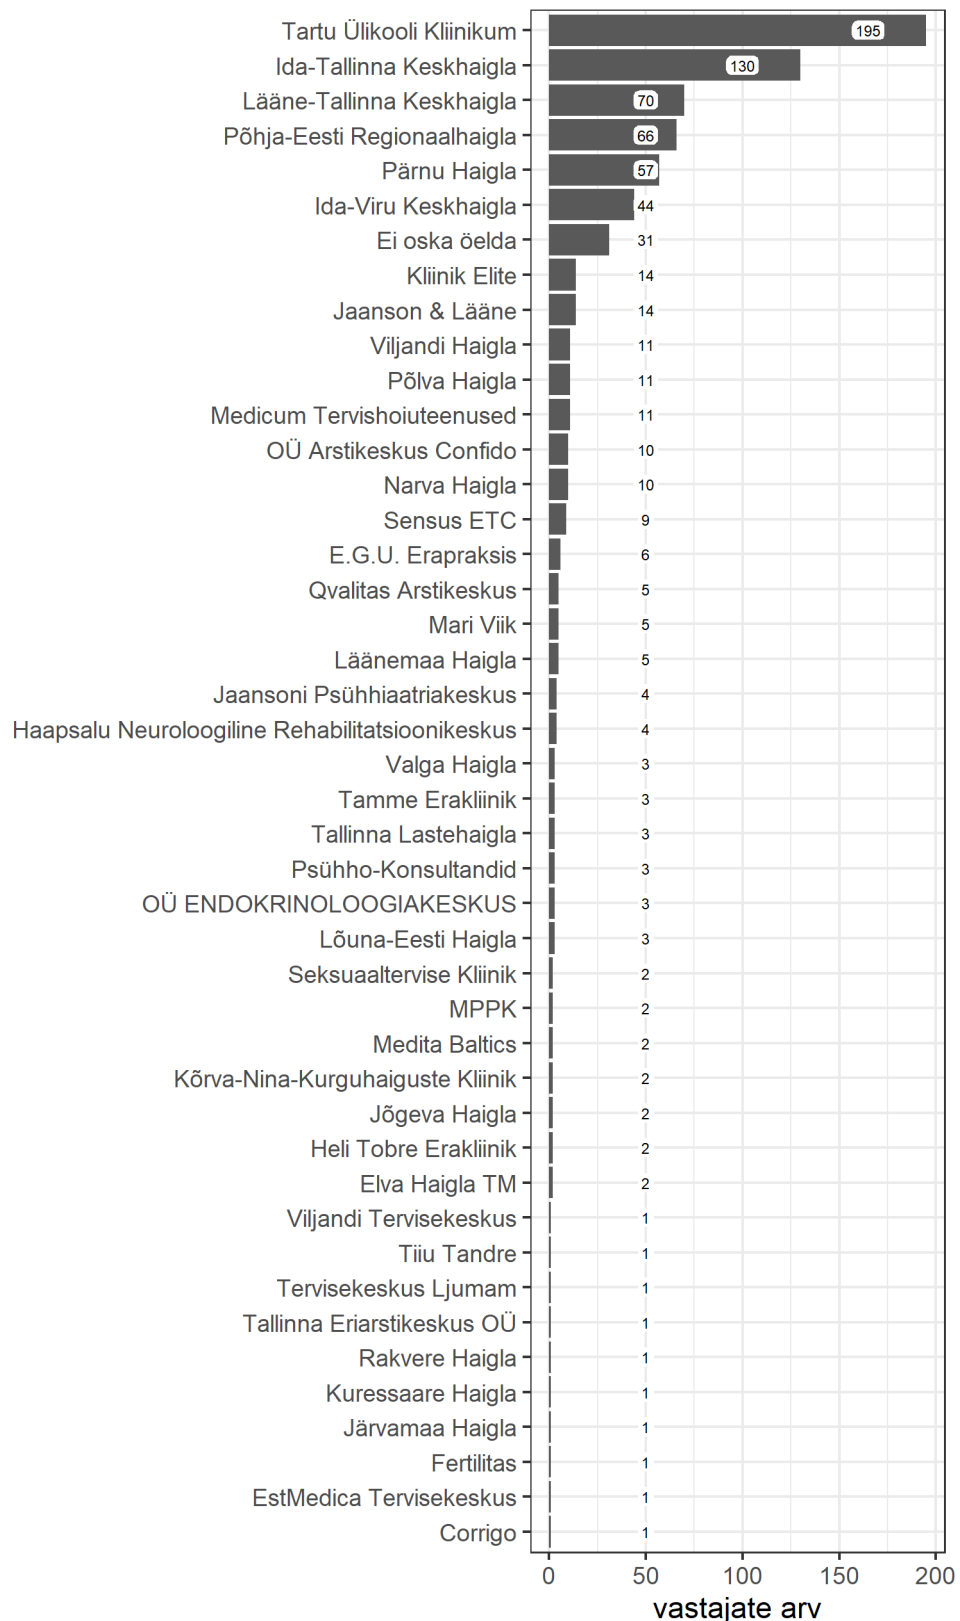 Tartu Ülikooli Kliinikum 195
Ida-Tallinna Keskhaigla 130
Lääne-Tallinna Keskhaigla 70
Põhja-Eesti Regionaalhaigla 66
Pärnu Haigla 57
Ida-Viru Keskhaigla 44
Ei oska öelda 31
Kliinik Elite 14
Jaanson & Lääne 14
Viljandi Haigla 11
Põlva Haigla 11
Medicum Tervishoiuteenused 11
OÜ Arstikeskus Confido 10
Narva Haigla 10
Sensus ETC 9
E.G.U. Erapraksis 6
Qvalitas Arstikeskus 5
Mari Viik 5
Läänemaa Haigla 5
Jaansoni Psühhiaatriakeskus 4
Haapsalu Neuroloogiline Rehabilitatsioonikeskus 4
Valga Haigla 3
Tamme Erakliinik 3
Tallinna Lastehaigla 3
Psühho-Konsultandid 3
OÜ ENDOKRINOLOOGIAKESKUS 3
Lõuna-Eesti Haigla 3
Seksuaaltervise Kliinik 2
MPPK 2
Medita Baltics 2
Kõrva-Nina-Kurguhaiguste Kliinik 2
Jõgeva Haigla 2
Heli Tobre Erakliinik 2
Elva Haigla TM 2
Viljandi Tervisekeskus 1
Tiiu Tandre 1
Tervisekeskus Ljumam 1
Tallinna Eriarstikeskus OÜ 1
Rakvere Haigla 1
Kuressaare Haigla 1
Järvamaa Haigla 1
Fertilitas 1
EstMedica Tervisekeskus 1
Corrigo 1
0 50 100 150 200
vastajate arv